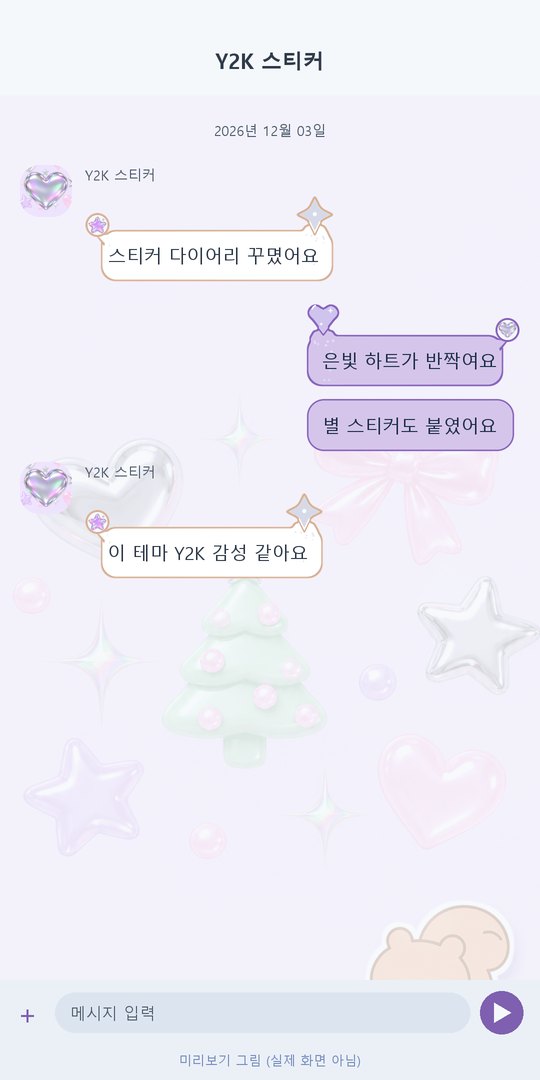 Y2K 스티커
2026년 12월 03일
Y2K 스티커
스티커 다이어리 꾸몄어요
은빛 하트가 반짝여요
별 스티커도 붙였어요
Y2K 스티커
이 테마 Y2K 감성 같아요
메시지 입력
미리보기 그림 (실제 화면 아님)